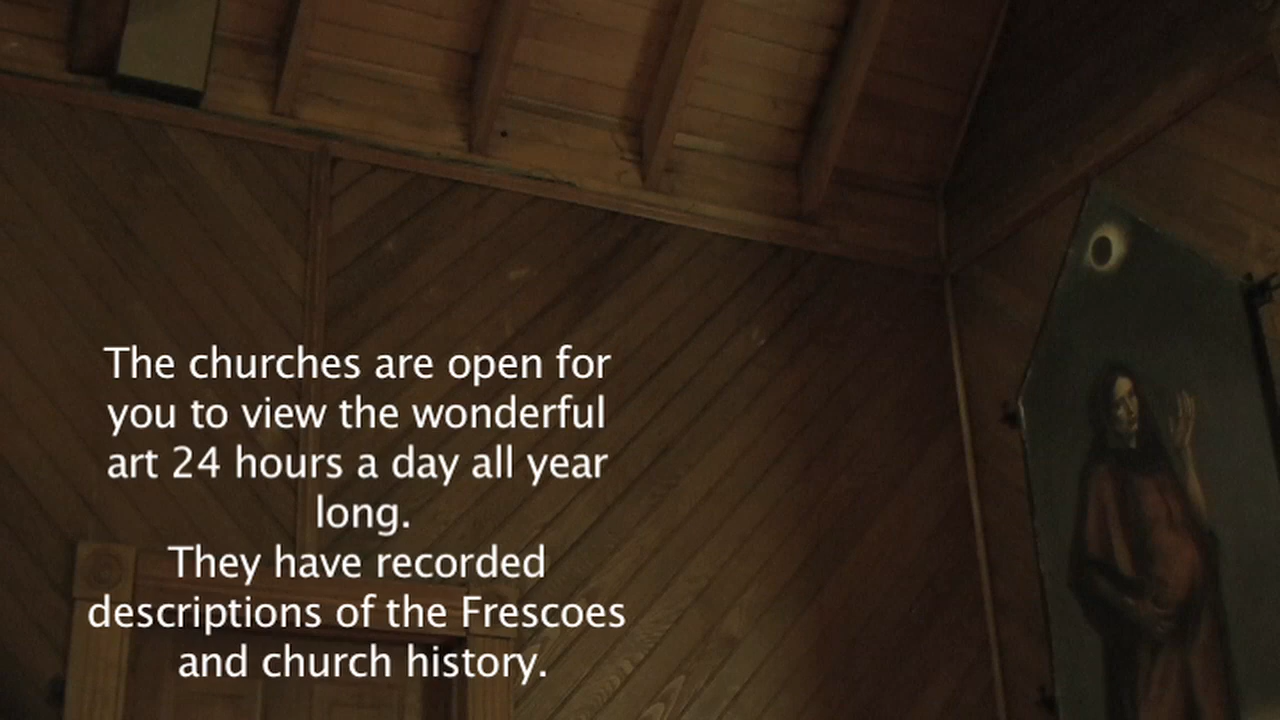 The churches are open for
you to view the wonderful
art 24 hours a day all year
long.
They have recorded
descriptions of the Frescoes
and church history.